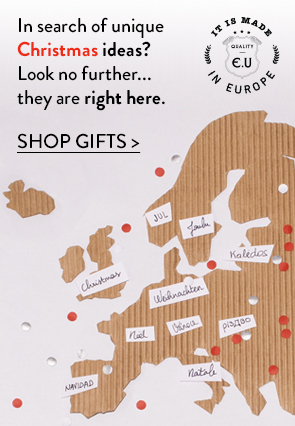 In search of unique
Christmas ideas?
Look no further...
they are right here.
SHOP GIFTS >
IT IS MADE
QUALITY
€.U
IN EUROPE
JUL
Joulu
Kalėdos
Christmas
Weihnachten
Noël
Vánoce
NAVIDAD
Natale